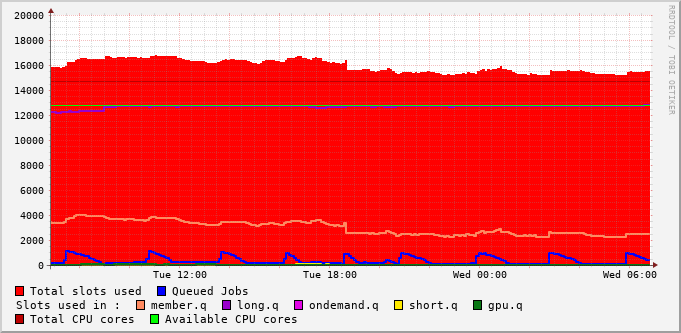 20000
18000
16000
14000
12000
10000
8000
6000
4000
2000
0
Tue 12:00 Tue 18:00 Wed 00:00 Wed 06:00
Total slots used Queued Jobs
Slots used in : member.q long.q ondemand.q short.q gpu.q
Total CPU cores Available CPU cores
RRDTOOL / TOBI OETIKER